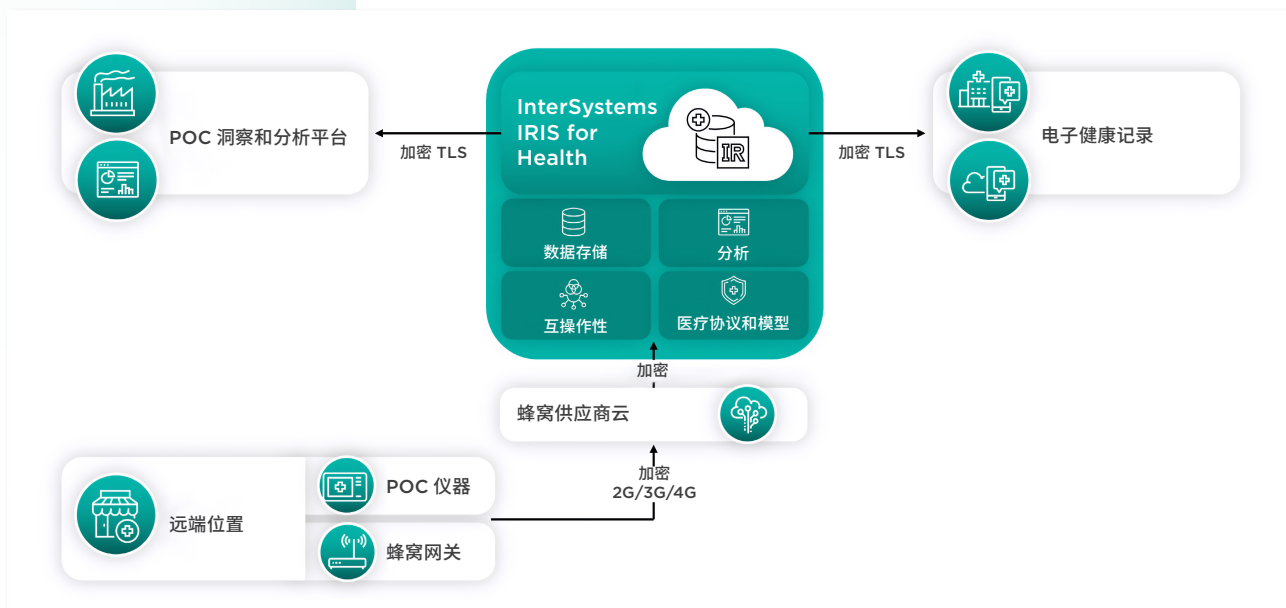 POC 洞察和分析平台
加密 TLS
InterSystems
IRIS for
Health
IR
加密 TLS
电子健康记录
数据存储
分析
互操作性
医疗协议和模型
加密
蜂窝供应商云
加密
2G/3G/4G
远端位置
POC 仪器
蜂窝网关